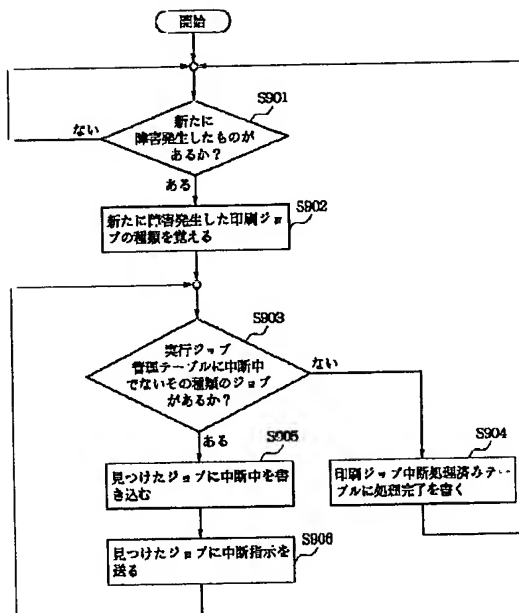 開始
S901
新たに
障害発生したものが
あるか？
ない
ある
S902
新たに障害発生した印刷ジョ
ブの種類を覚える
S903
実行ジョブ
管理テーブルに中断中
でないその種類のジョブ
があるか？
ない
ある
S905
見つけたジョブに中断中を書
き込む
S904
印刷ジョブ中断処理済みテー
ブルに処理完了を書く
S906
見つけたジョブに中断指示を
送る